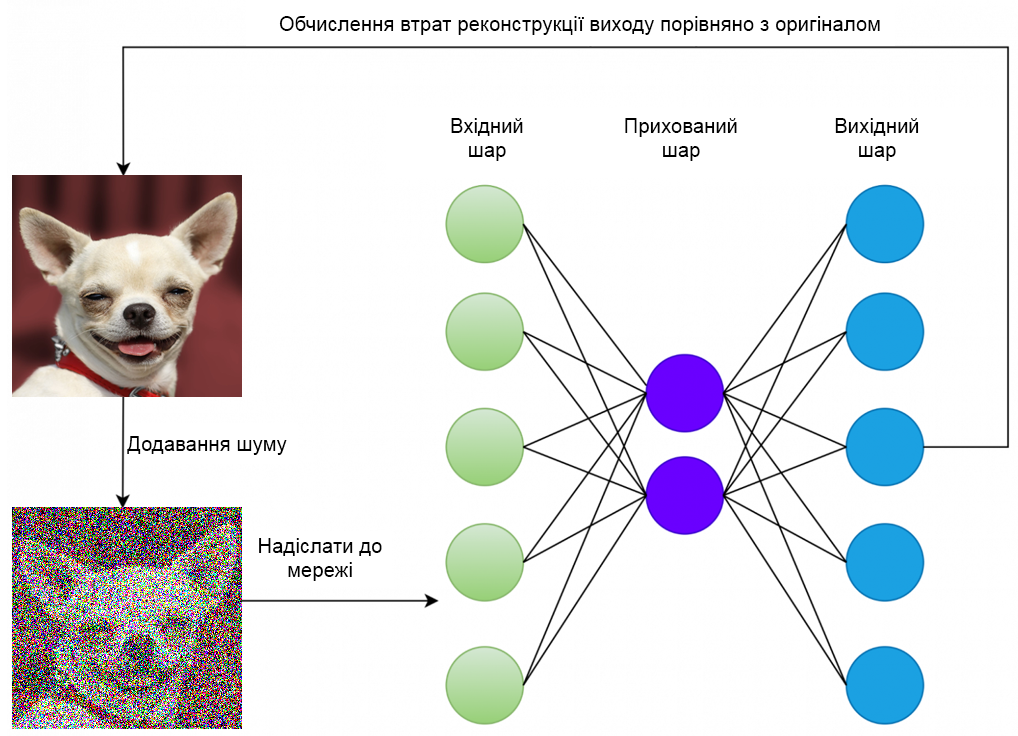 Обчислення втрат реконструкції виходу порівняно з оригіналом
Вхідний
шар
Прихований
шар
Вихідний
шар
Додавання шуму
Надіслати до
мережі